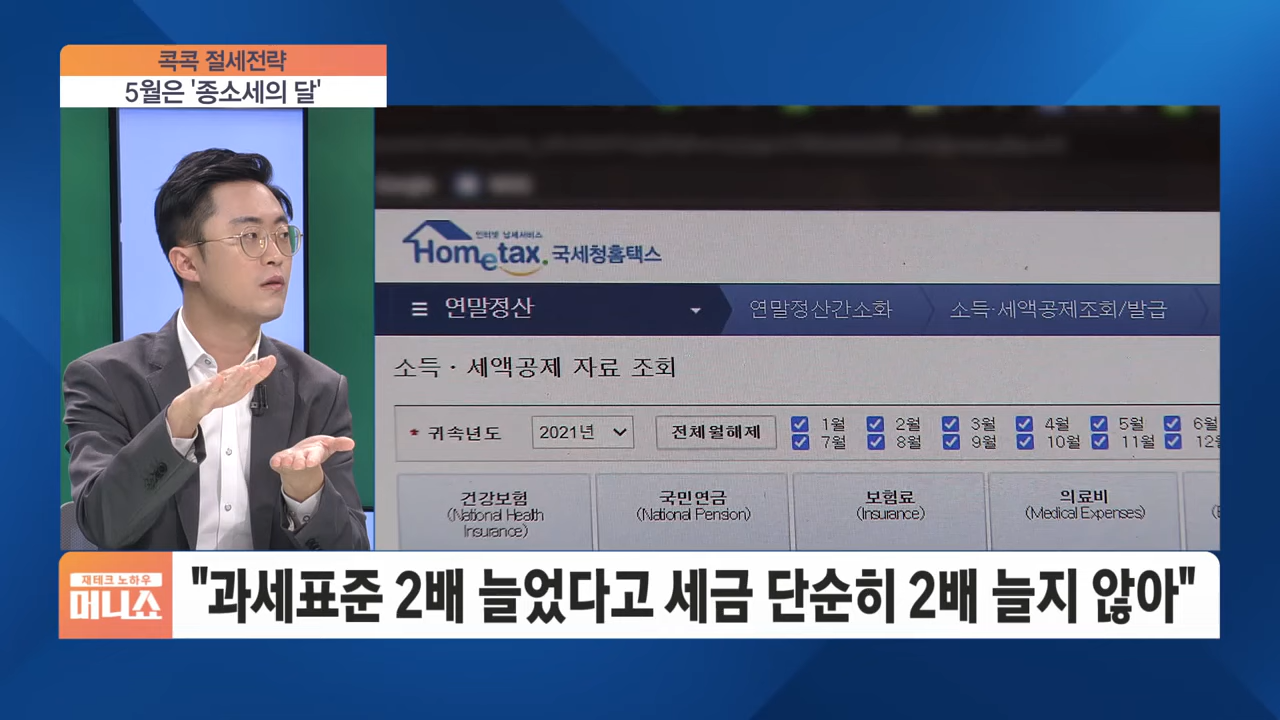 콕콕 절세전략
5월은 '종소세의 달'
인터넷 납세서비스
Hometax. 국세청홈택스
연말정산 연말정산간소화 소득·세액공제조회/발급
소득·세액공제 자료 조회
* 귀속년도 2021년 전체월해제
1월 2월 3월 4월 5월 6월
7월 8월 9월 10월 11월 12월
건강보험 국민연금 보험료 의료비
(National Health (National Pension) (Insurance) (Medical Expenses)
Insurance)
재테크 노하우
머니쇼
"과세표준 2배 늘었다고 세금 단순히 2배 늘지 않아"